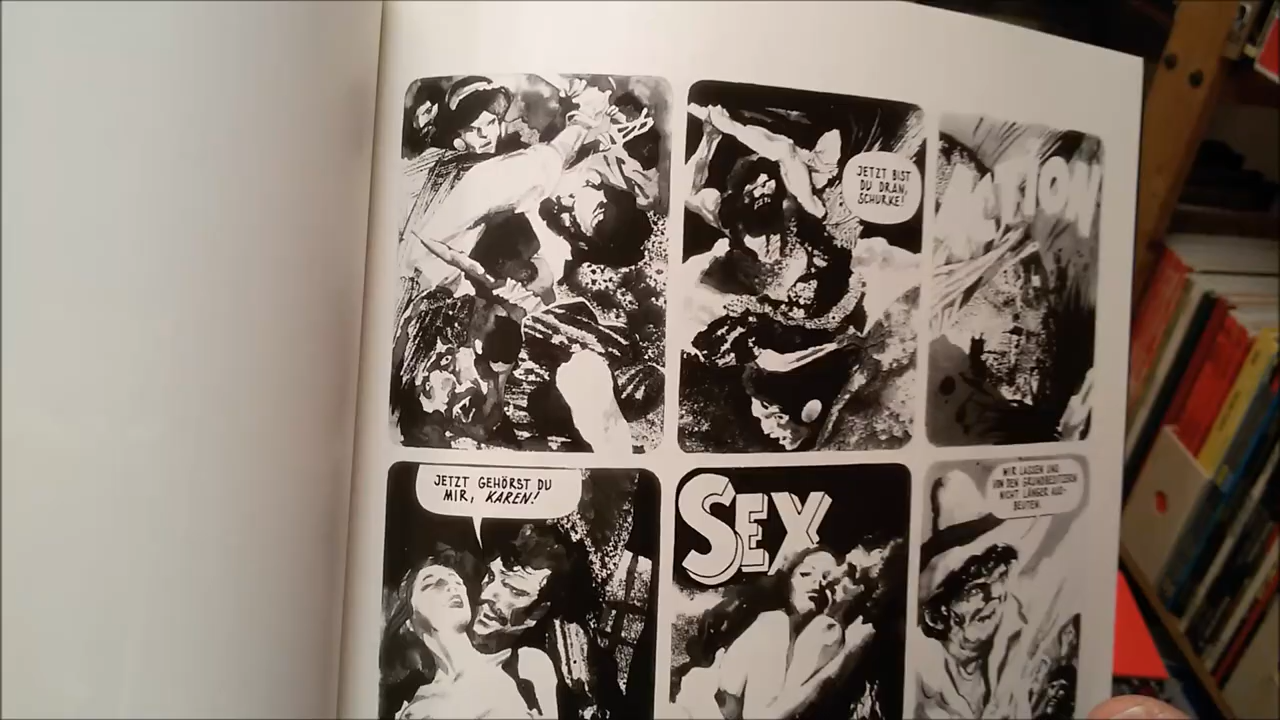 JETZT BIST
DU DRAN,
SCHURKE!
ACTION
JETZT GEHÖRST DU
MIR, KAREN!
SEX
WIR LASSEN UNS
VON DEN GRUNDBESITZERN
NICHT LÄNGER AUS-
BEUTEN.